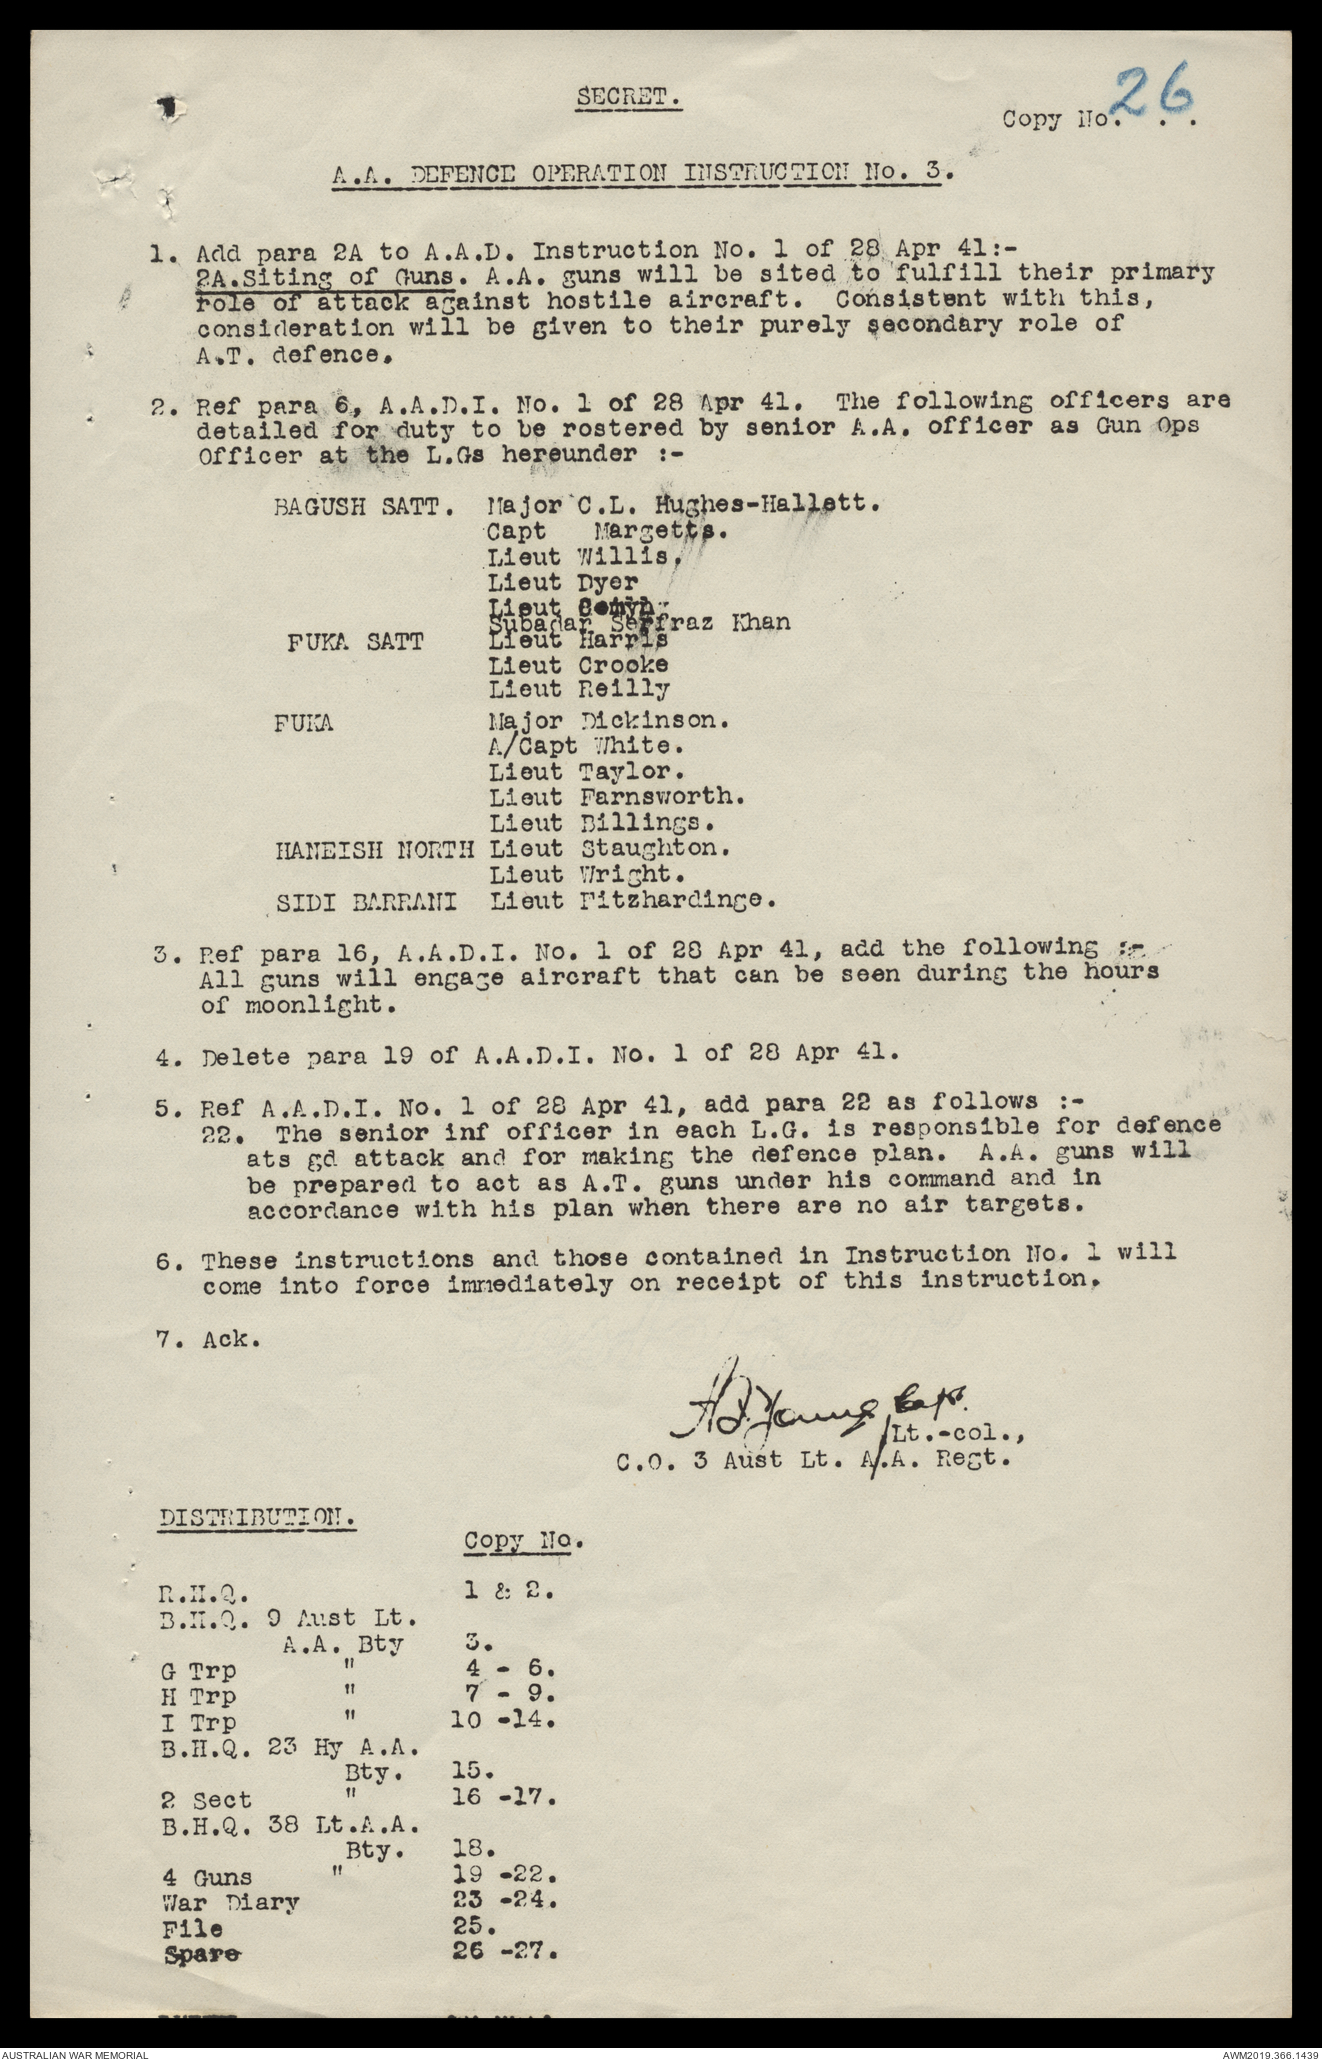 SECRET.
Copy No. 26 . .
A.A. DEFENCE OPERATION INSTRUCTION No. 3.
1. Add para 2A to A.A.D. Instruction No. 1 of 28 Apr 41:-
2A.Siting of Guns. A.A. guns will be sited to fulfill their primary
role of attack against hostile aircraft. Consistent with this,
consideration will be given to their purely secondary role of
A.T. defence.
2. Ref para 6, A.A.D.I. No. 1 of 28 Apr 41. The following officers are
detailed for duty to be rostered by senior A.A. officer as Gun Ops
Officer at the L.Gs hereunder :-
BAGUSH SATT. Major C.L. Hughes-Hallett.
Capt Margetts.
Lieut Willis.
Lieut Dyer
Lieut
Subadar Serfraz Khan
FUKA SATT Lieut Harris
Lieut Crooke
Lieut Reilly
FUKA Major Dickinson.
A/Capt White.
Lieut Taylor.
Lieut Farnsworth.
Lieut Billings.
HANEISH NORTH Lieut Staughton.
Lieut Wright.
SIDI BARRANI Lieut Fitzhardinge.
3. Ref para 16, A.A.D.I. No. 1 of 28 Apr 41, add the following :-
All guns will engage aircraft that can be seen during the hours
of moonlight.
4. Delete para 19 of A.A.D.I. No. 1 of 28 Apr 41.
5. Ref A.A.D.I. No. 1 of 28 Apr 41, add para 22 as follows :-
22. The senior inf officer in each L.G. is responsible for defence
ats gd attack and for making the defence plan. A.A. guns will
be prepared to act as A.T. guns under his command and in
accordance with his plan when there are no air targets.
6. These instructions and those contained in Instruction No. 1 will
come into force immediately on receipt of this instruction.
7. Ack.
Young Capt.
/Lt.-col.,
C.O. 3 Aust Lt. A.A. Regt.
DISTRIBUTION.
Copy No.
R.H.Q. 1 & 2.
B.H.Q. 9 Aust Lt.
A.A. Bty 3.
G Trp " 4 - 6.
H Trp " 7 - 9.
I Trp " 10 -14.
B.H.Q. 23 Hy A.A.
Bty. 15.
2 Sect " 16 -17.
B.H.Q. 38 Lt.A.A.
Bty. 18.
4 Guns " 19 -22.
War Diary 23 -24.
File 25.
Spare 26 -27.
AUSTRALIAN WAR MEMORIAL
AWM2019.366.1439